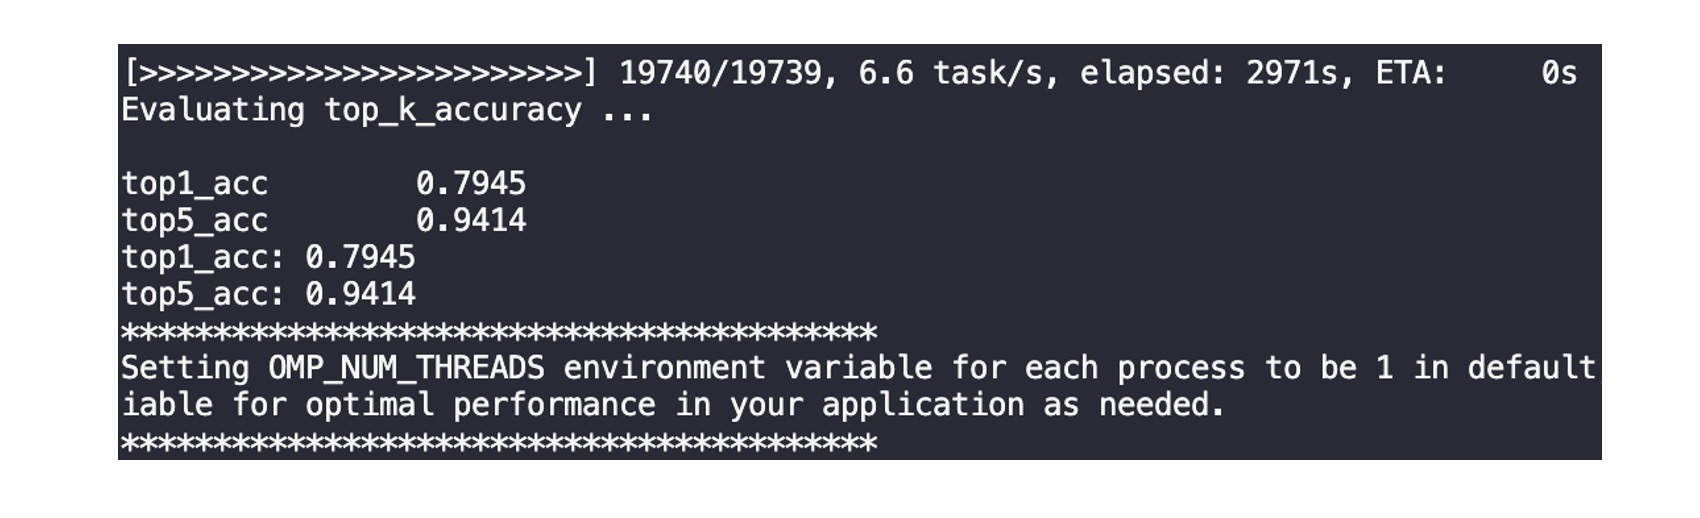 [>>>>>>>>>>>>>>>>>>>>>>>>] 19740/19739, 6.6 task/s, elapsed: 2971s, ETA:     0s
Evaluating top_k_accuracy ...
top1_acc        0.7945
top5_acc        0.9414
top1_acc: 0.7945
top5_acc: 0.9414
*****************************************
Setting OMP_NUM_THREADS environment variable for each process to be 1 in default
iable for optimal performance in your application as needed.
*****************************************